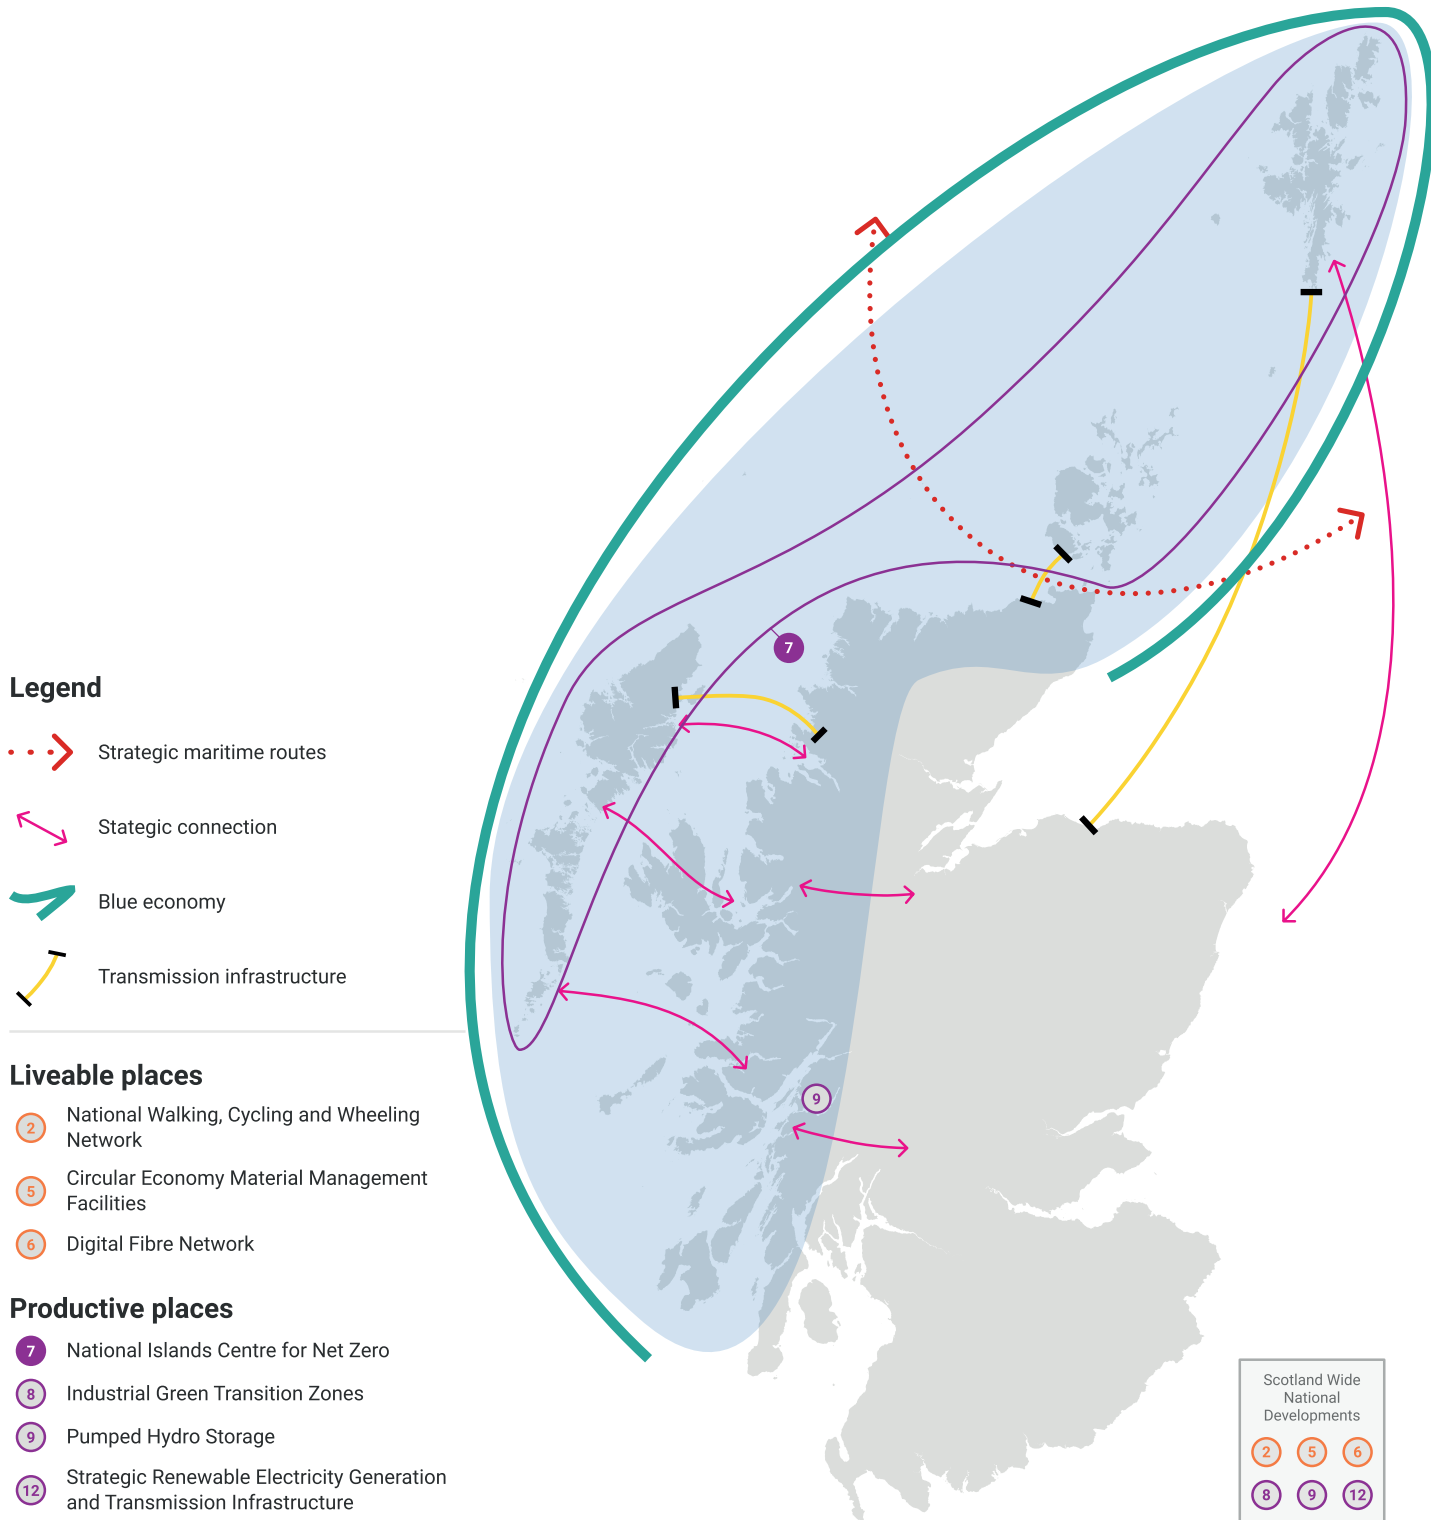 7
9
Legend
Strategic maritime routes
Stategic connection
Blue economy
Transmission infrastructure
Liveable places
2 National Walking, Cycling and Wheeling
Network
5 Circular Economy Material Management
Facilities
6 Digital Fibre Network
Productive places
7 National Islands Centre for Net Zero
8 Industrial Green Transition Zones
9 Pumped Hydro Storage
12 Strategic Renewable Electricity Generation
and Transmission Infrastructure
Scotland Wide
National
Developments
2 5 6
8 9 12